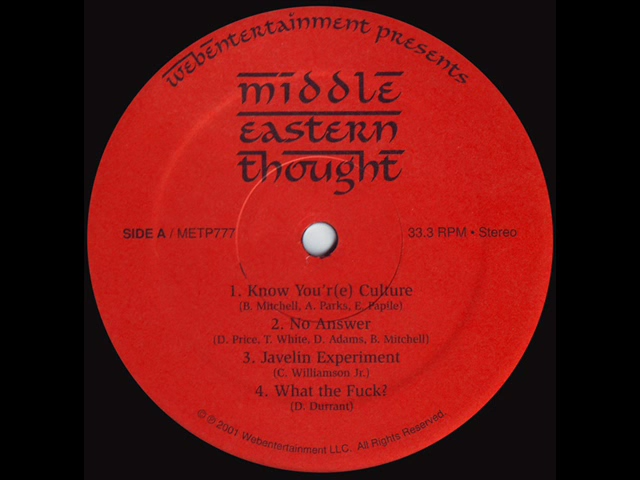 Webentertainment Presents
Middle
Eastern
Thought
SIDE A / METP777
33.3 RPM • Stereo
1. Know You'r(e) Culture
(B. Mitchell, A. Parks, E. Papile)
2. No Answer
(D. Price, T. White, D. Adams, B. Mitchell)
3. Javelin Experiment
(C. Williamson Jr.)
4. What the Fuck?
(D. Durrant)
© ℗ 2001 Webentertainment LLC. All Rights Reserved.